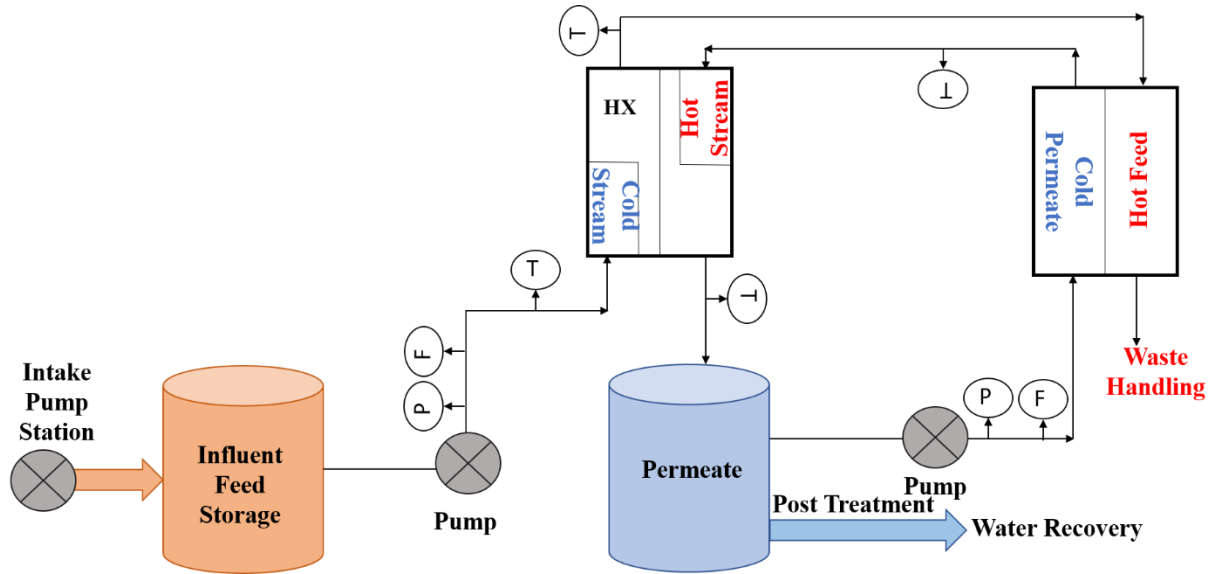 T
HX
Hot
Stream
Cold
Stream
T
Cold
Permeate
Hot Feed
T
T
F
P
Intake
Pump
Station
Influent
Feed
Storage
Pump
Permeate
Pump
P
F
Waste
Handling
Post Treatment
Water Recovery